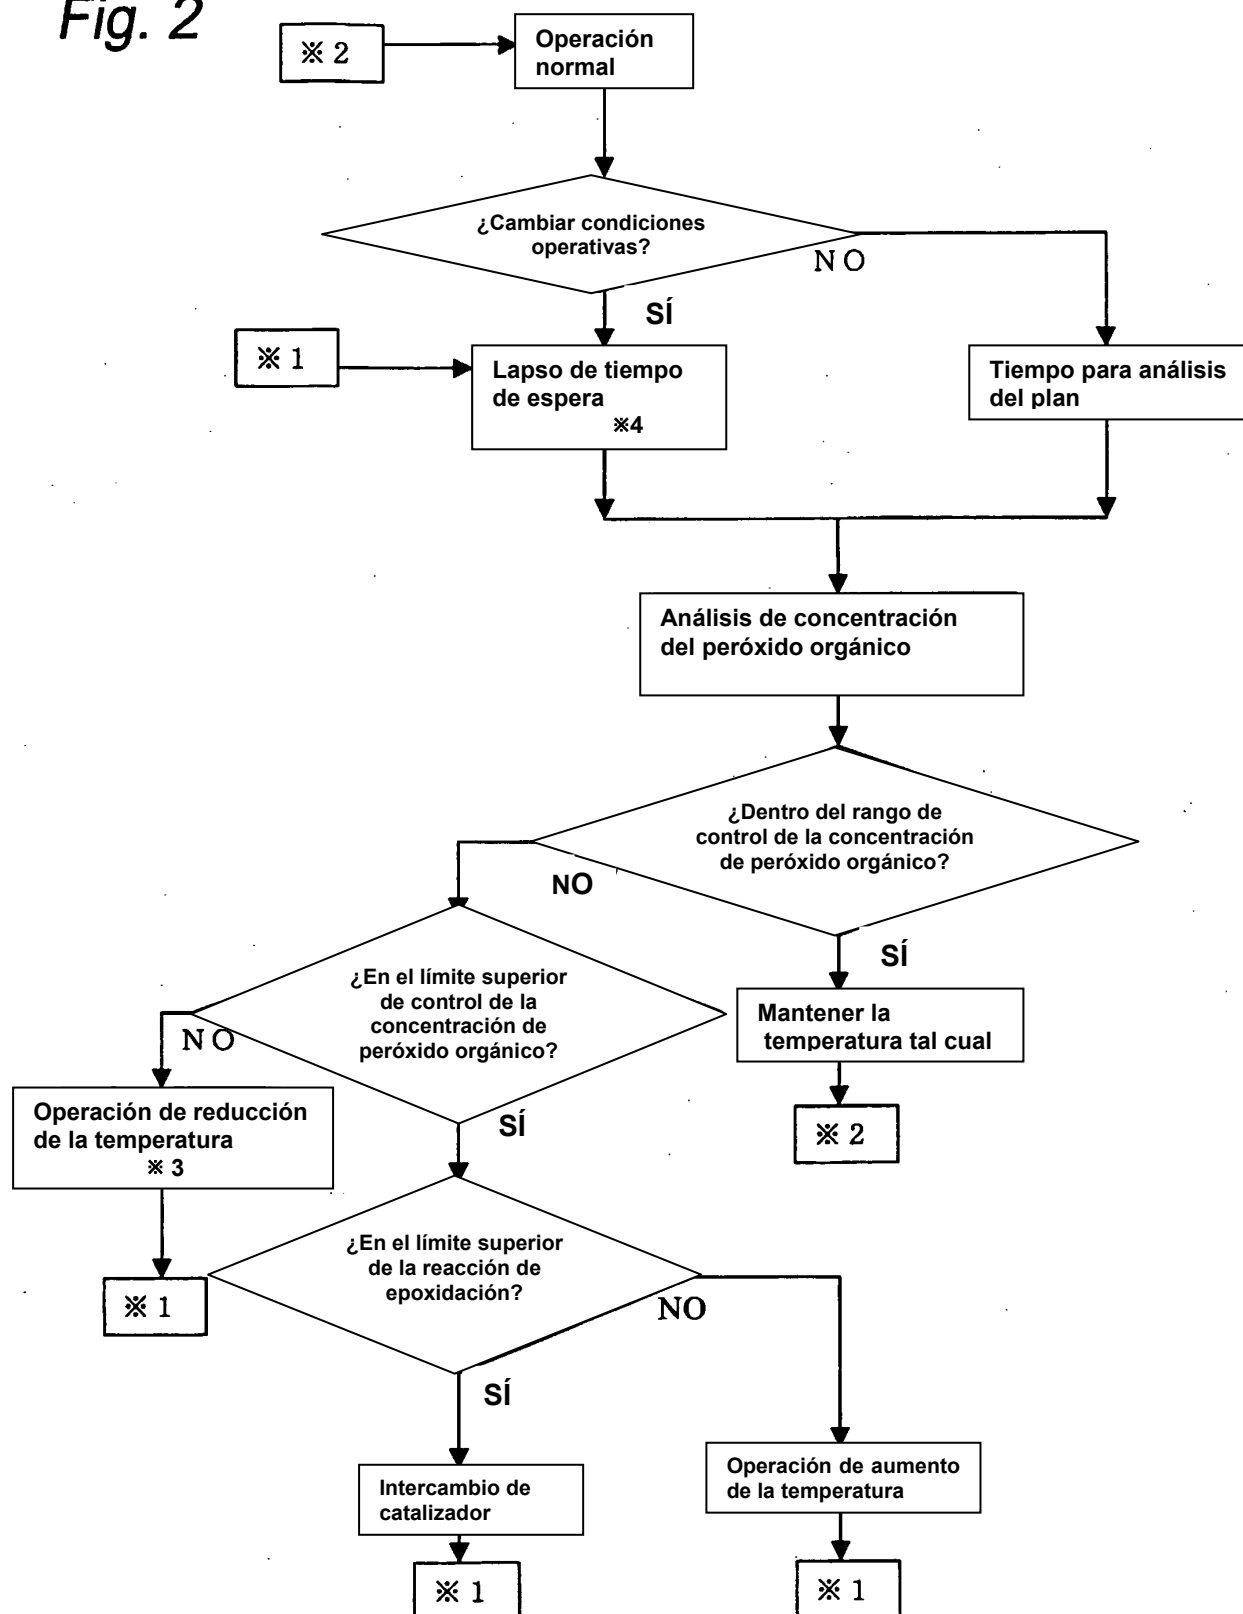 Fig. 2
※ 2
Operación
normal
¿Cambiar condiciones
operativas?
NO
SÍ
※ 1
Lapso de tiempo
de espera
※4
Tiempo para análisis
del plan
Análisis de concentración
del peróxido orgánico
¿Dentro del rango de
control de la concentración
de peróxido orgánico?
NO
SÍ
¿En el límite superior
de control de la
concentración de
peróxido orgánico?
NO
SÍ
Mantener la
temperatura tal cual
※ 2
Operación de reducción
de la temperatura
※ 3
※ 1
¿En el límite superior
de la reacción de
epoxidación?
NO
SÍ
Intercambio de
catalizador
※ 1
Operación de aumento
de la temperatura
※ 1